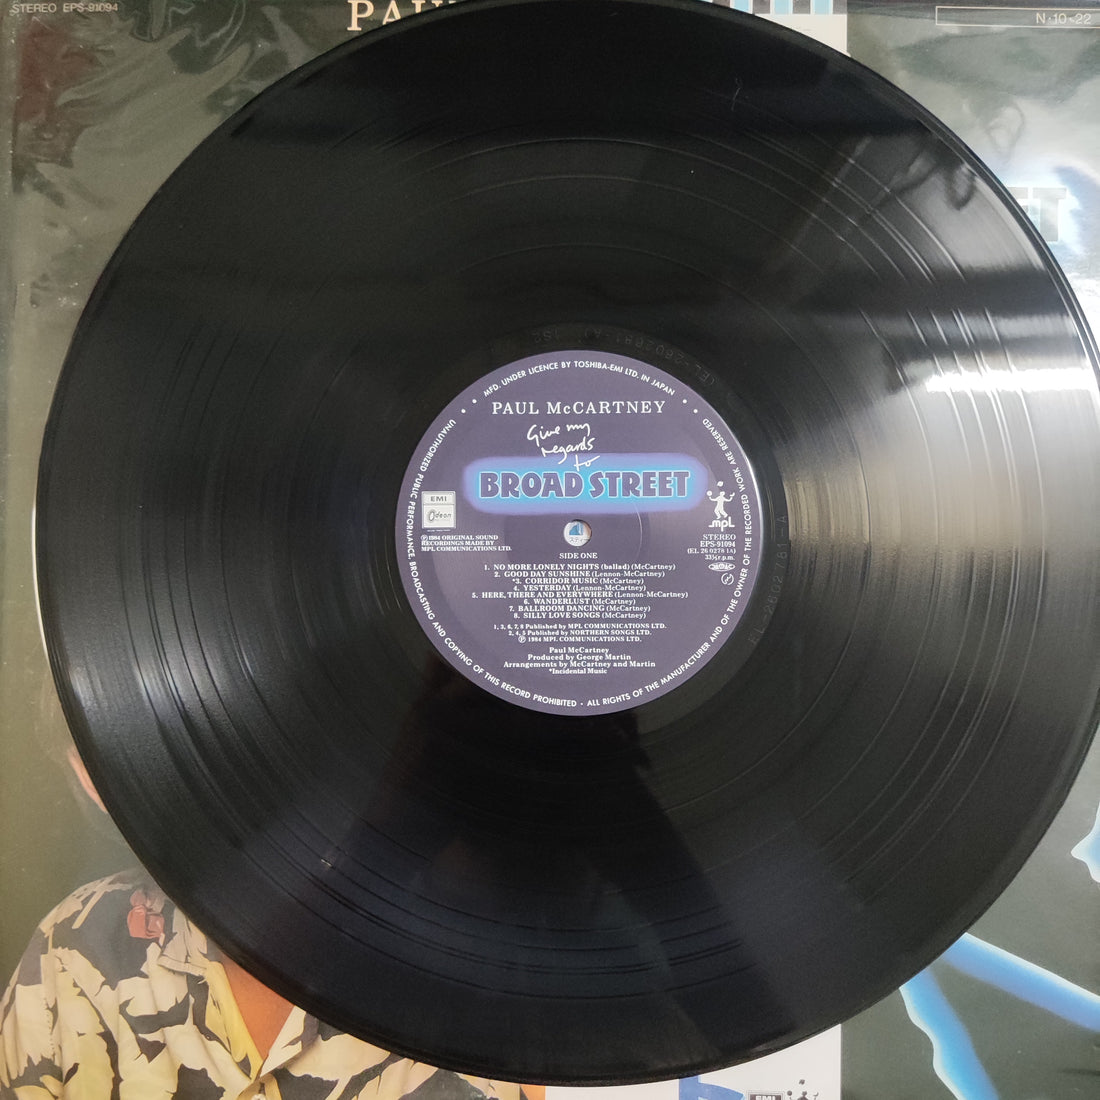 STEREO EPS-91094
PAU
N·10-22
ET
MFD. UNDER LICENCE BY TOSHIBA-EMI LTD. IN JAPAN
UNAUTHORIZED PUBLIC PERFORMANCE, BROADCASTING AND COPYING OF THIS RECORD PROHIBITED · ALL RIGHTS OF THE MANUFACTURER AND OF THE OWNER OF THE RECORDED WORK ARE RESERVED
PAUL McCARTNEY
Give my
regards
to
BROAD STREET
EMI
Odeon
mpl
Ⓟ1984 ORIGINAL SOUND
RECORDINGS MADE BY
MPL COMMUNICATIONS LTD.
STEREO
EPS-91094
(EL 26 0278 1A)
33⅓r.p.m.
SIDE ONE
1. NO MORE LONELY NIGHTS (ballad) (McCartney)
2. GOOD DAY SUNSHINE (Lennon-McCartney)
*3. CORRIDOR MUSIC (McCartney)
4. YESTERDAY (Lennon-McCartney)
5. HERE, THERE AND EVERYWHERE (Lennon-McCartney)
6. WANDERLUST (McCartney)
7. BALLROOM DANCING (McCartney)
8. SILLY LOVE SONGS (McCartney)
1, 3, 6, 7, 8 Published by MPL COMMUNICATIONS LTD.
2, 4, 5 Published by NORTHERN SONGS LTD.
Ⓟ 1984 MPL COMMUNICATIONS LTD.
Paul McCartney
Produced by George Martin
Arrangements by McCartney and Martin
*Incidental Music
EL-2602781-A
EMI